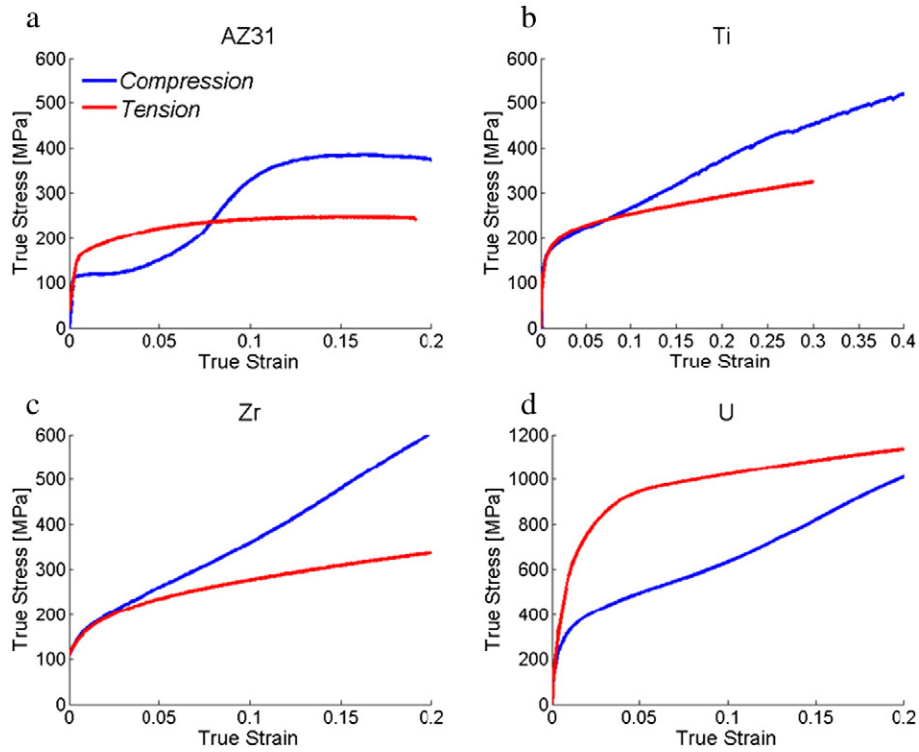 a
AZ31
600
500
400
300
200
100
0
True Stress [MPa]
Compression
Tension
0 0.05 0.1 0.15 0.2
True Strain
b
Ti
600
500
400
300
200
100
0
True Stress [MPa]
0 0.05 0.1 0.15 0.2 0.25 0.3 0.35 0.4
True Strain
c
Zr
600
500
400
300
200
100
0
True Stress [MPa]
0 0.05 0.1 0.15 0.2
True Strain
d
U
1200
1000
800
600
400
200
0
True Stress [MPa]
0 0.05 0.1 0.15 0.2
True Strain